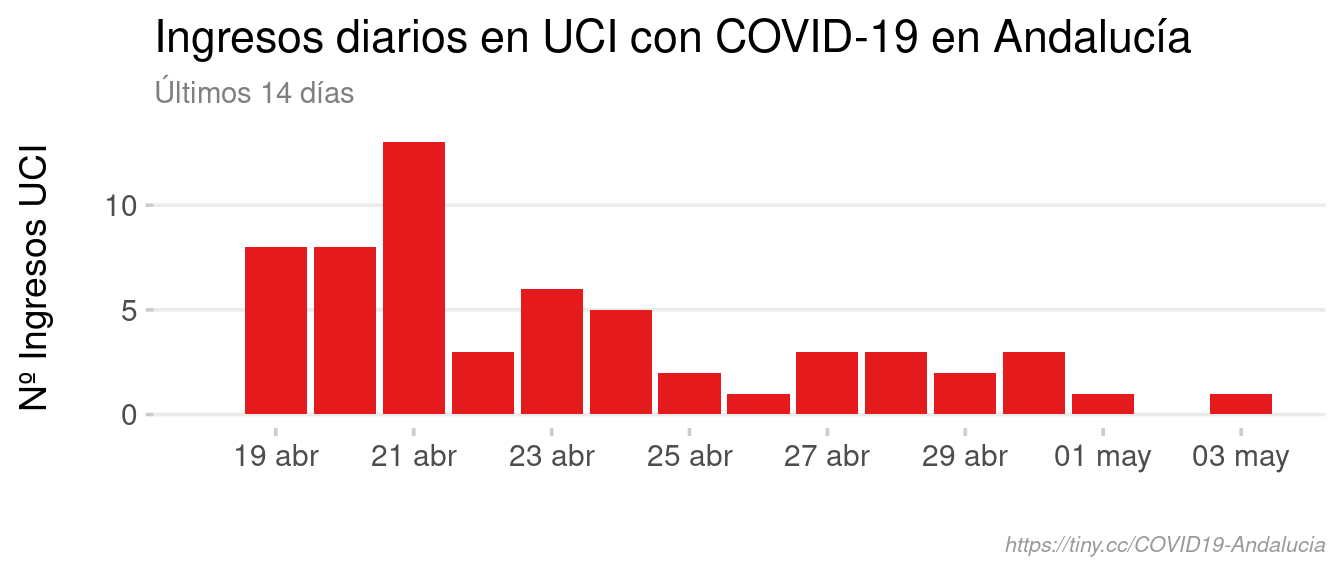 Ingresos diarios en UCI con COVID-19 en Andalucía
Últimos 14 días
Nº Ingresos UCI
10
5
0
19 abr 21 abr 23 abr 25 abr 27 abr 29 abr 01 may 03 may
https://tiny.cc/COVID19-Andalucia